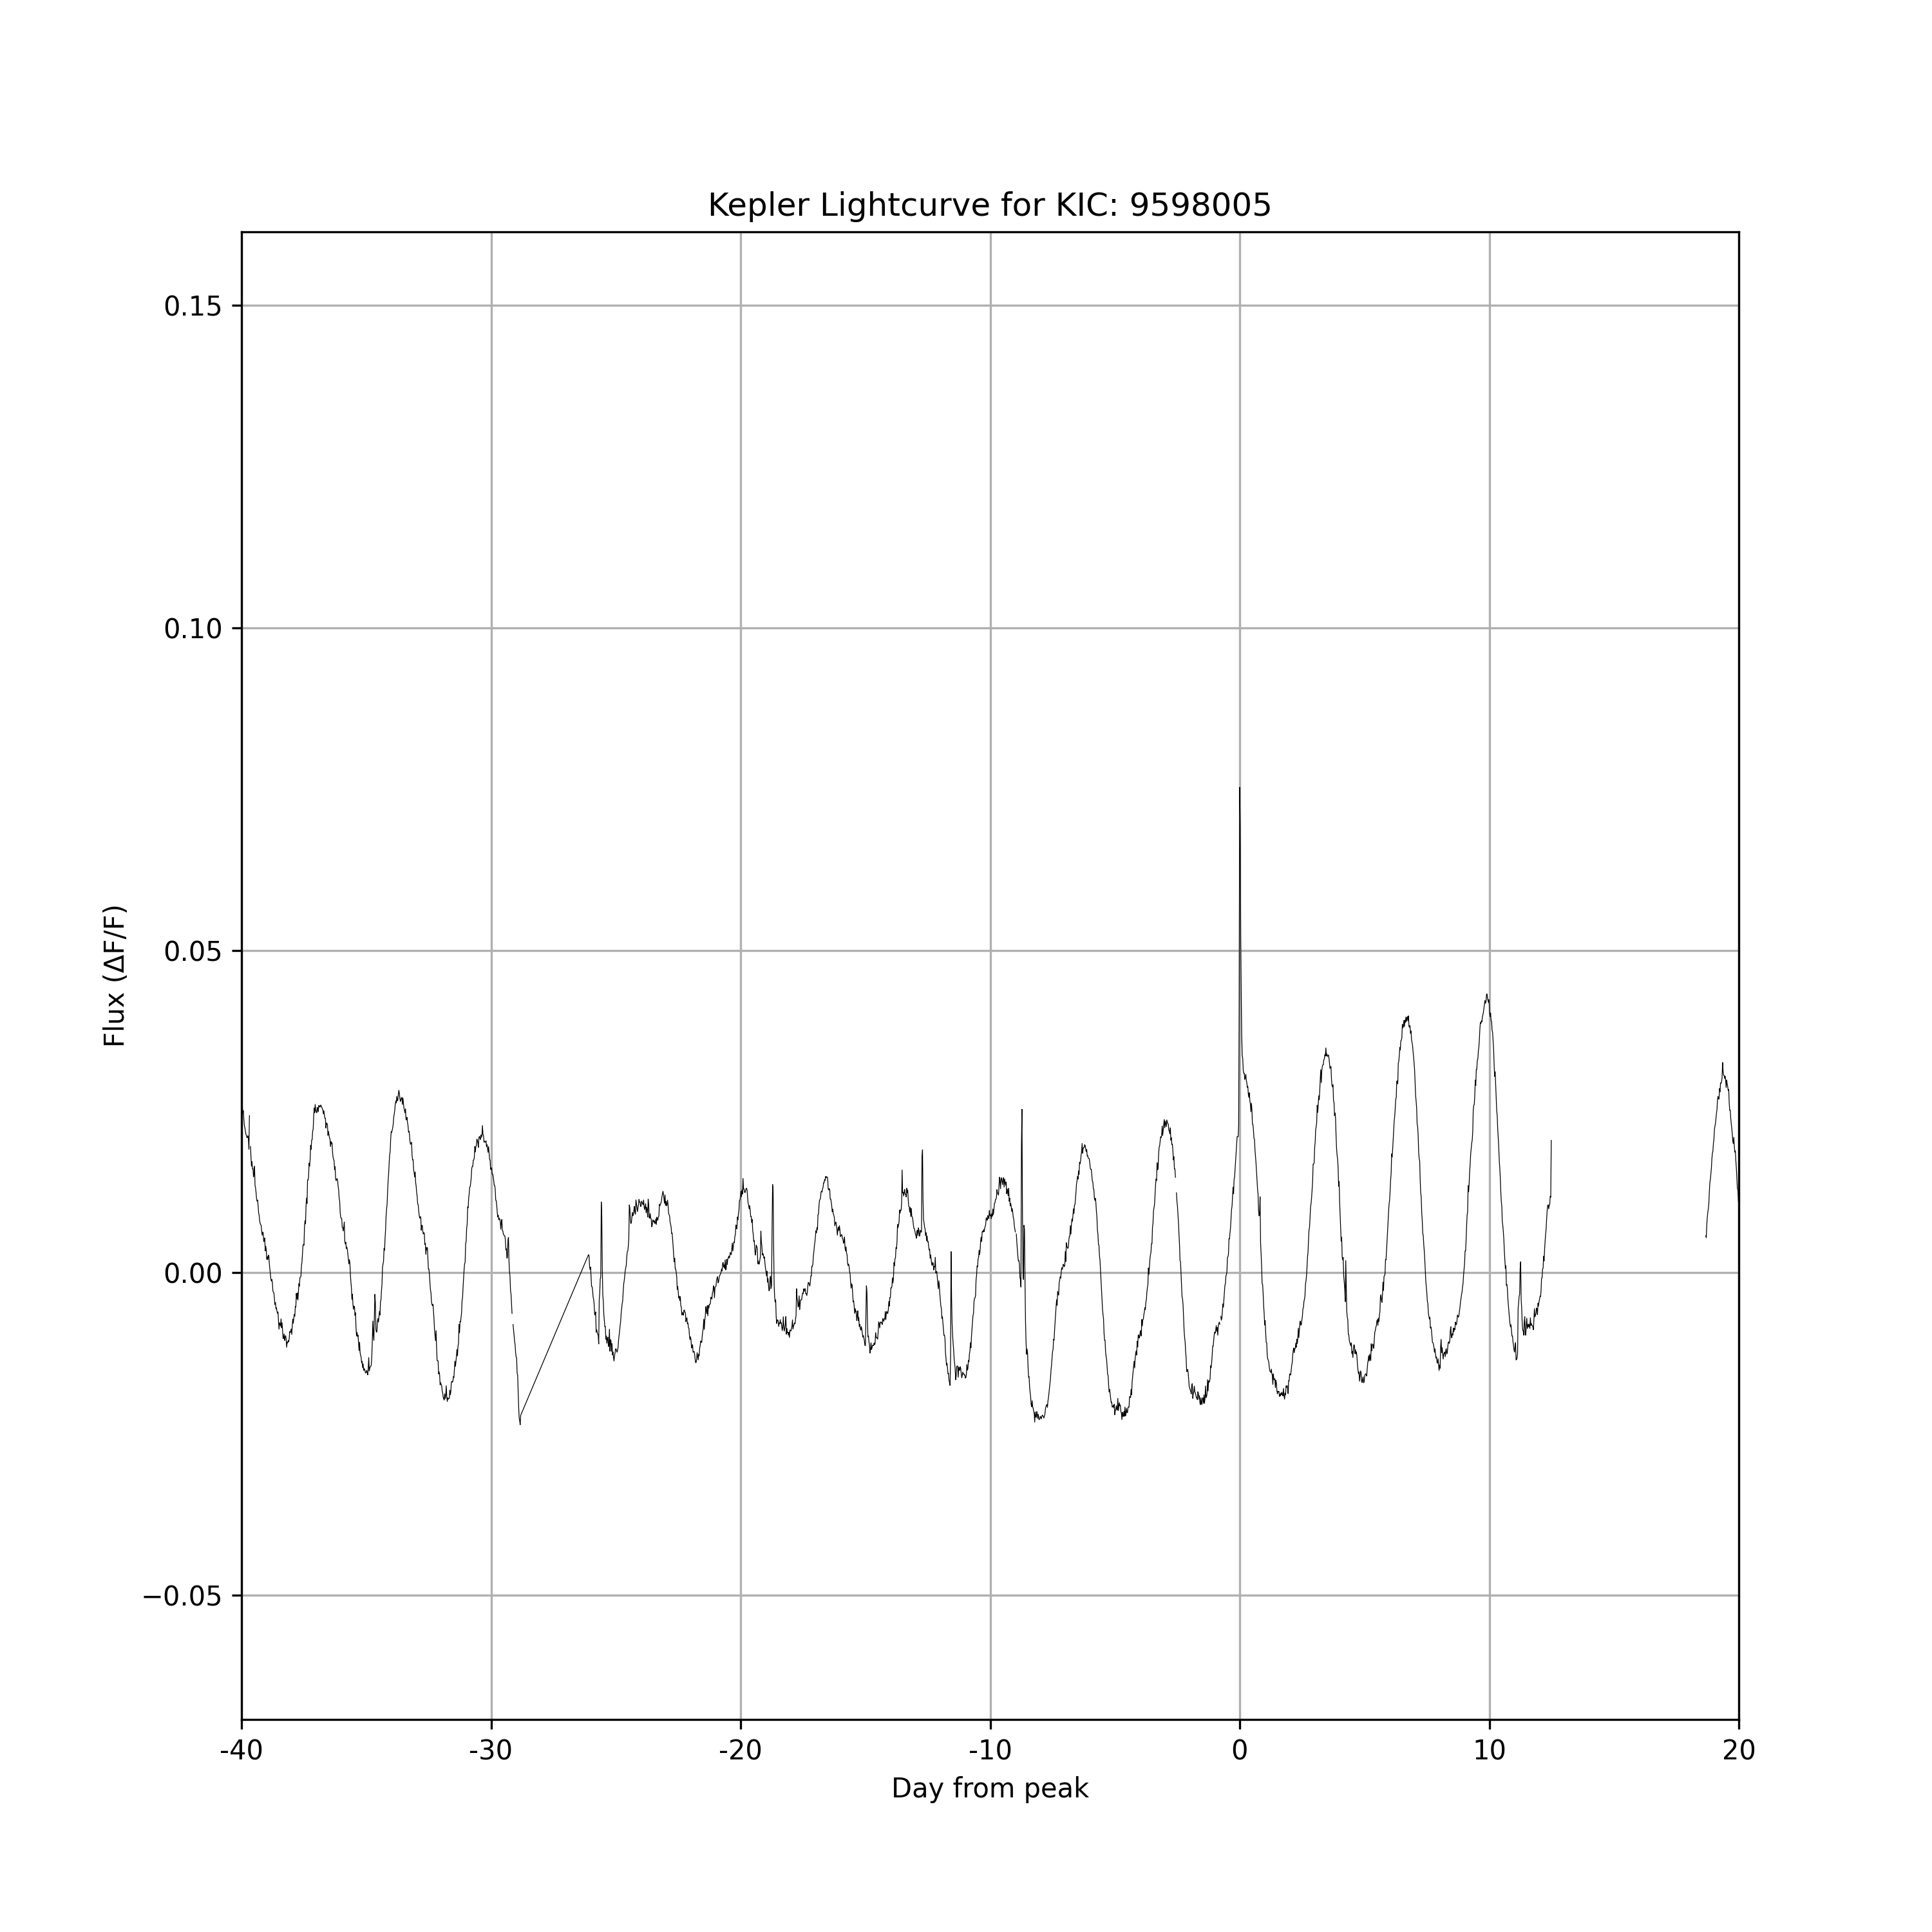 Kepler Lightcurve for KIC: 9598005
0.15
0.10
0.05
0.00
−0.05
Flux (ΔF/F)
-40 -30 -20 -10 0 10 20
Day from peak